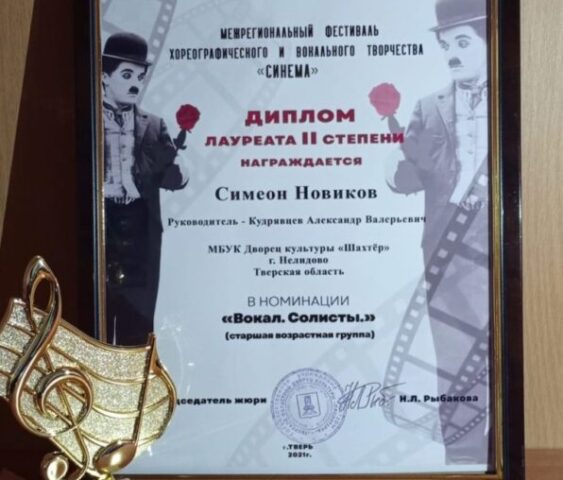 МЕЖРЕГИОНАЛЬНЫЙ ФЕСТИВАЛЬ
ХОРЕОГРАФИЧЕСКОГО И ВОКАЛЬНОГО ТВОРЧЕСТВА
«СИНЕМА»
ДИПЛОМ
ЛАУРЕАТА II СТЕПЕНИ
НАГРАЖДАЕТСЯ
Симеон Новиков
Руководитель - Кудрявцев Александр Валерьевич
МБУК Дворец культуры «Шахтёр»
г. Нелидово
Тверская область
В НОМИНАЦИИ
«Вокал. Солисты.»
(старшая возрастная группа)
дседатель жюри Н.Л. Рыбакова
г.ТВЕРЬ
2021г.